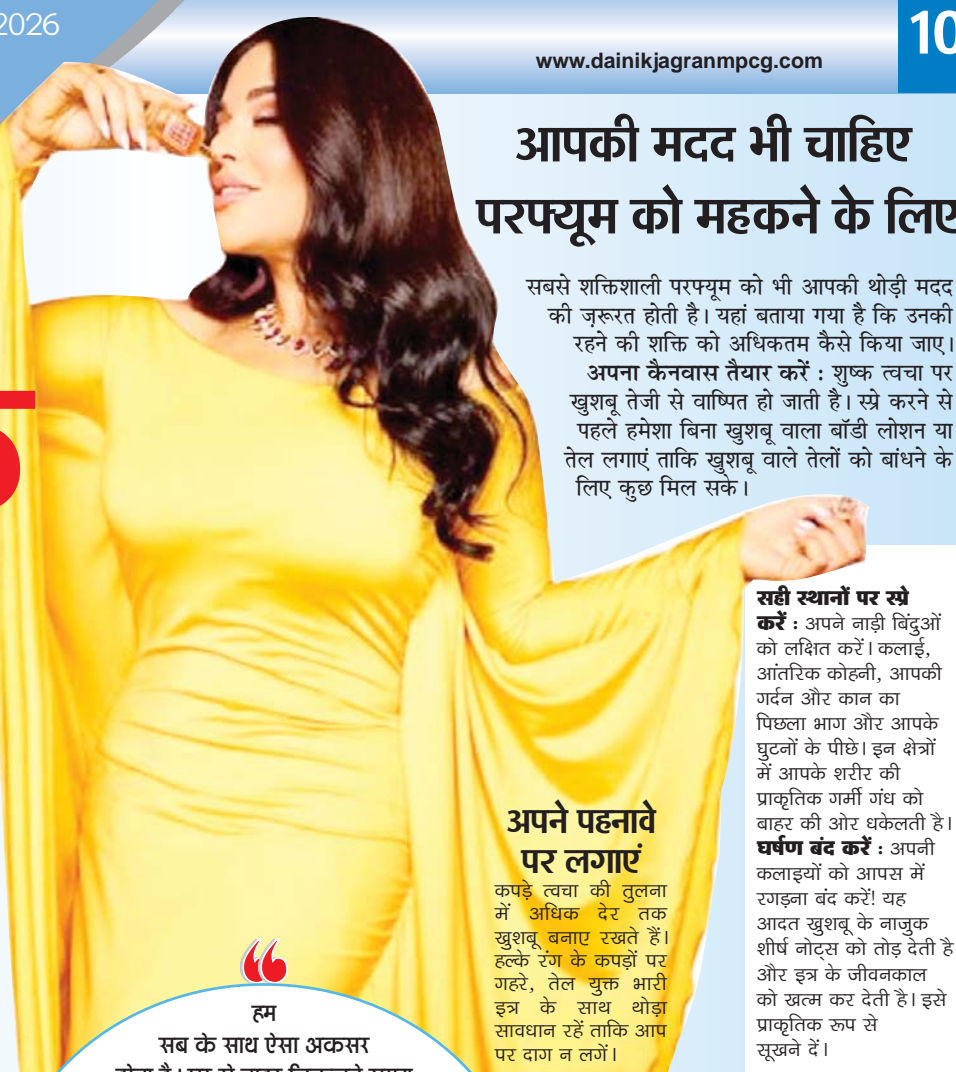 2026
www.dainikjagranmpcg.com
10
आपकी मदद भी चाहिए
परफ्यूम को महकने के लिए
सबसे शक्तिशाली परफ्यूम को भी आपकी थोड़ी मदद
की ज़रूरत होती है। यहां बताया गया है कि उनकी
रहने की शक्ति को अधिकतम कैसे किया जाए।
अपना कैनवास तैयार करें : शुष्क त्वचा पर
खुशबू तेजी से वाष्पित हो जाती है। स्प्रे करने से
पहले हमेशा बिना खुशबू वाला बॉडी लोशन या
तेल लगाएं ताकि खुशबू वाले तेलों को बांधने के
लिए कुछ मिल सके।
सही स्थानों पर स्प्रे
करें : अपने नाड़ी बिंदुओं
को लक्षित करें। कलाई,
आंतरिक कोहनी, आपकी
गर्दन और कान का
पिछला भाग और आपके
घुटनों के पीछे। इन क्षेत्रों
में आपके शरीर की
प्राकृतिक गर्मी गंध को
बाहर की ओर धकेलती है।
घर्षण बंद करें : अपनी
कलाइयों को आपस में
रगड़ना बंद करें! यह
आदत खुशबू के नाजुक
शीर्ष नोट्स को तोड़ देती है
और इत्र के जीवनकाल
को खत्म कर देती है। इसे
प्राकृतिक रूप से
सूखने दें।
अपने पहनावे
पर लगाएं
कपड़े त्वचा की तुलना
में अधिक देर तक
खुशबू बनाए रखते हैं।
हल्के रंग के कपड़ों पर
गहरे, तेल युक्त भारी
इत्र के साथ थोड़ा
सावधान रहें ताकि आप
पर दाग न लगें।
हम
सब के साथ ऐसा अकसर